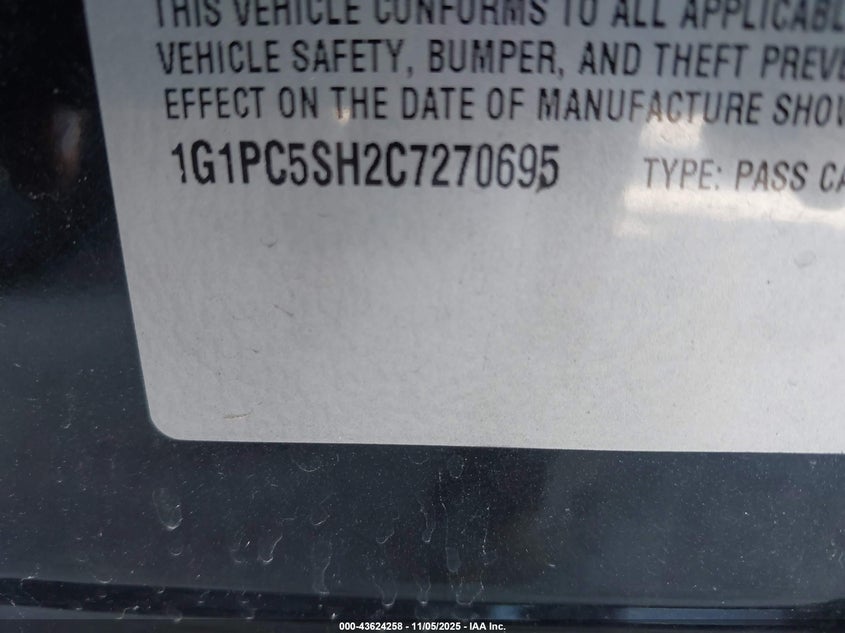 THIS VEHICLE CONFORMS TO ALL APPLICABL
VEHICLE SAFETY, BUMPER, AND THEFT PREVE
EFFECT ON THE DATE OF MANUFACTURE SHOW
1G1PC5SH2C7270695 TYPE: PASS CA
000-43624258 - 11/05/2025 - IAA Inc.